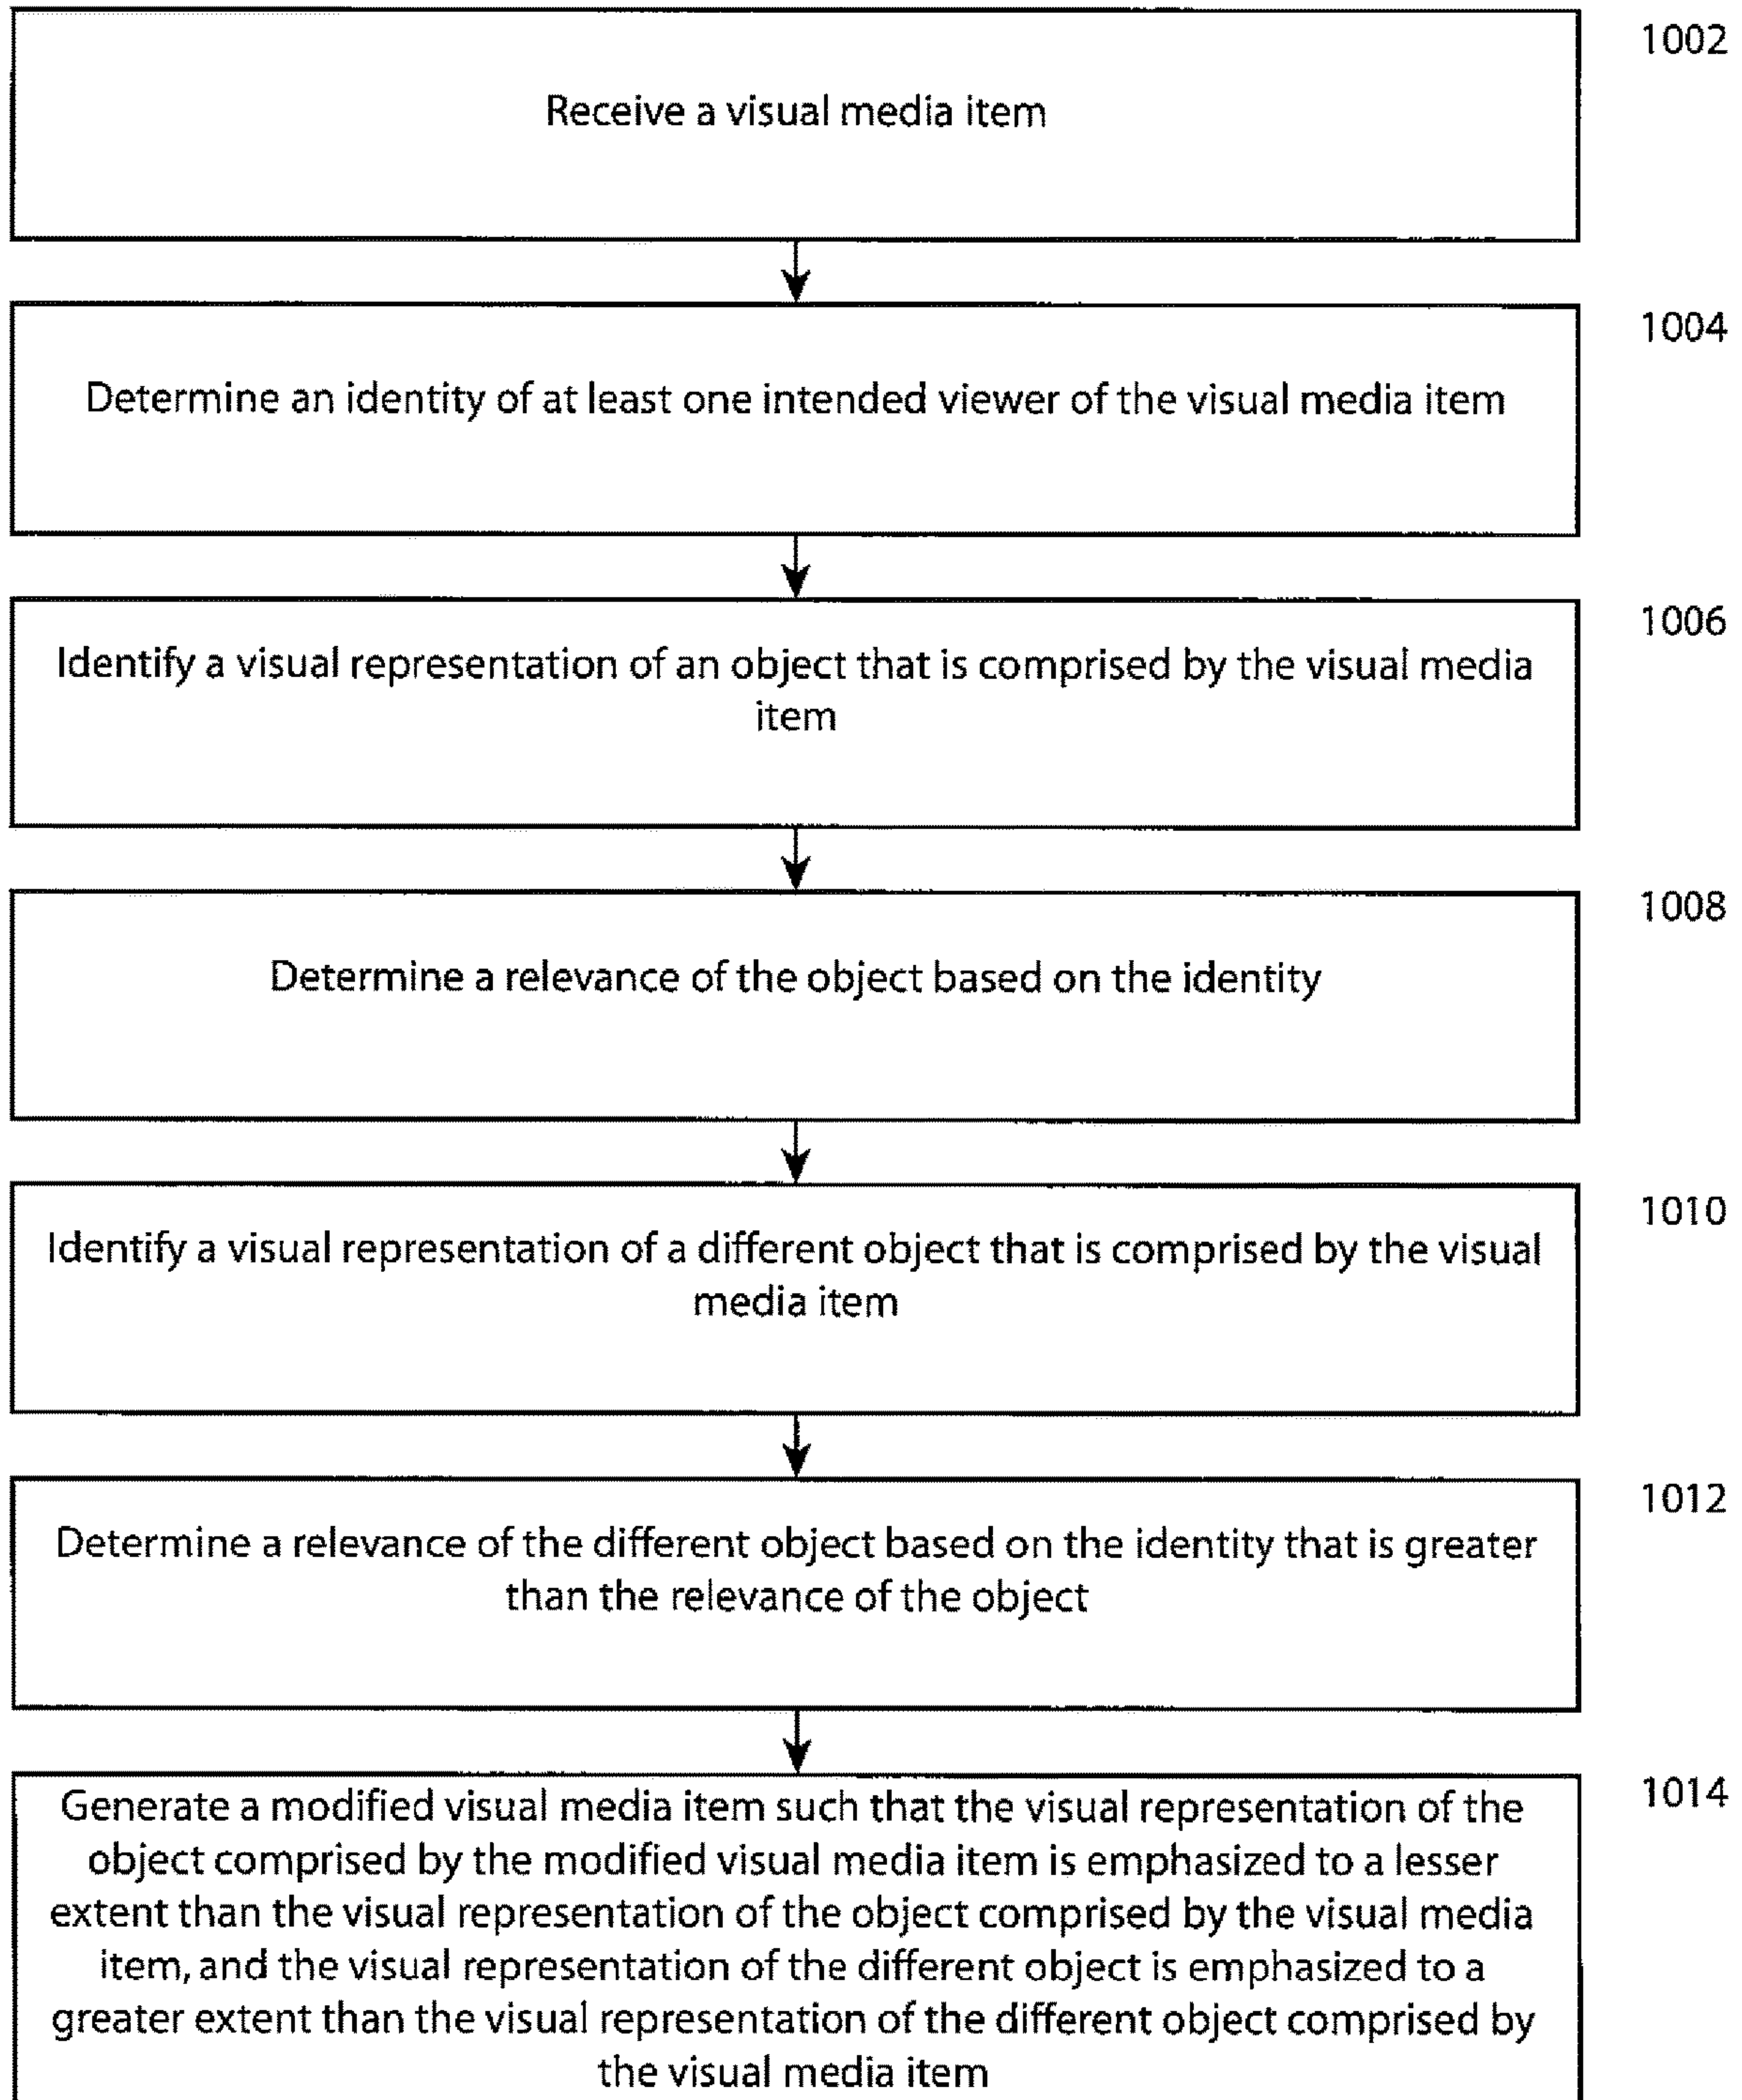 1002
Receive a visual media item
1004
Determine an identity of at least one intended viewer of the visual media item
1006
Identify a visual representation of an object that is comprised by the visual media
item
1008
Determine a relevance of the object based on the identity
1010
Identify a visual representation of a different object that is comprised by the visual
media item
1012
Determine a relevance of the different object based on the identity that is greater
than the relevance of the object
1014
Generate a modified visual media item such that the visual representation of the
object comprised by the modified visual media item is emphasized to a lesser
extent than the visual representation of the object comprised by the visual media
item, and the visual representation of the different object is emphasized to a
greater extent than the visual representation of the different object comprised by
the visual media item